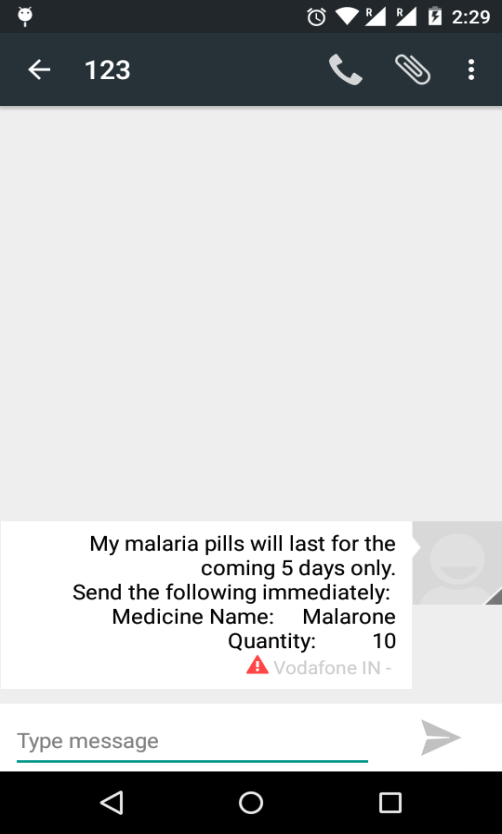 R R 2:29
123
My malaria pills will last for the
coming 5 days only.
Send the following immediately:
Medicine Name: Malarone
Quantity: 10
Vodafone IN -
Type message